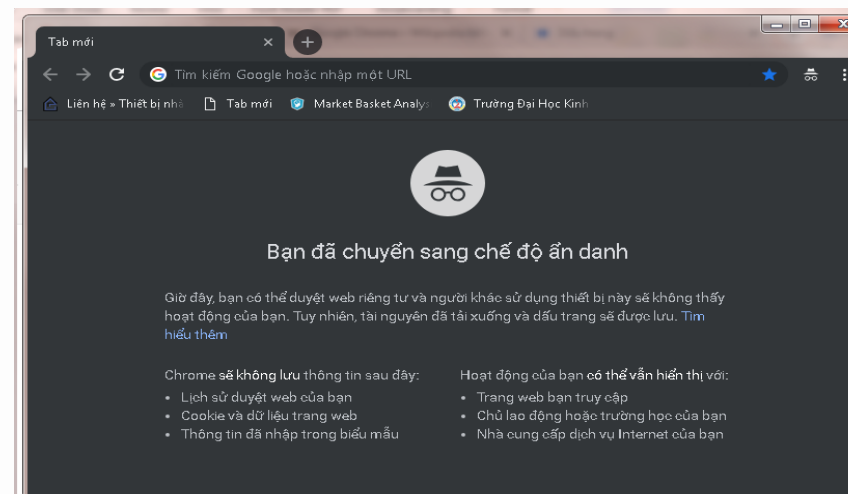 Tab mới
Tìm kiếm Google hoặc nhập một URL
Liên hệ » Thiết bị nhà Tab mới Market Basket Analys Trường Đại Học Kinh
Bạn đã chuyển sang chế độ ẩn danh
Giờ đây, bạn có thể duyệt web riêng tư và người khác sử dụng thiết bị này sẽ không thấy
hoạt động của bạn. Tuy nhiên, tài nguyên đã tải xuống và dấu trang sẽ được lưu. Tìm
hiểu thêm
Chrome sẽ không lưu thông tin sau đây:
• Lịch sử duyệt web của bạn
• Cookie và dữ liệu trang web
• Thông tin đã nhập trong biểu mẫu
Hoạt động của bạn có thể vẫn hiển thị với:
• Trang web bạn truy cập
• Chủ lao động hoặc trường học của bạn
• Nhà cung cấp dịch vụ Internet của bạn